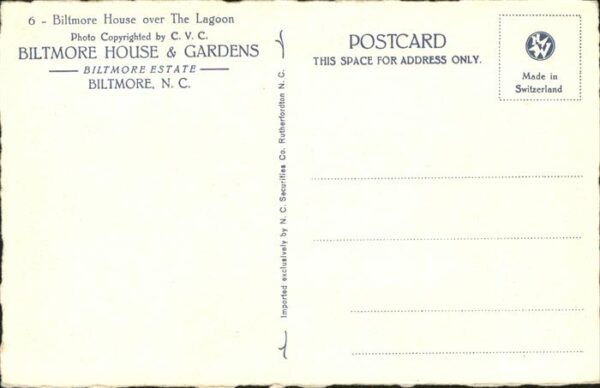 6 - Biltmore House over The Lagoon
Photo Copyrighted by C. V. C.
BILTMORE HOUSE & GARDENS
BILTMORE ESTATE
BILTMORE, N. C.
Imported exclusively by N. C. Securities Co. Rutherfordton N. C.
POSTCARD
THIS SPACE FOR ADDRESS ONLY.
Made in
Switzerland